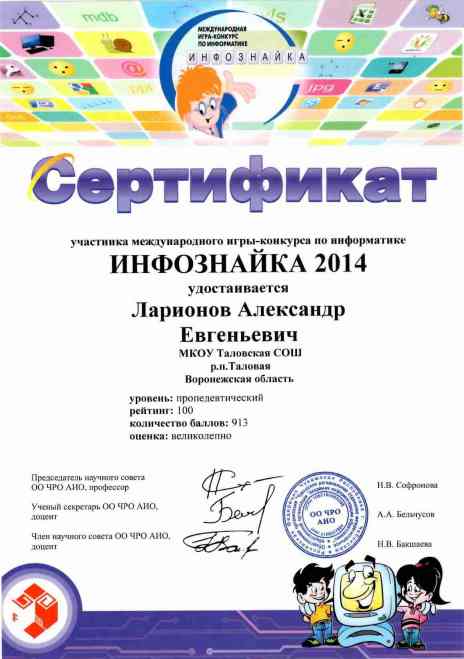 mdb
xls
jpg
МЕЖДУНАРОДНАЯ
ИГРА-КОНКУРС
ПО ИНФОРМАТИКЕ
ИНФОЗНАЙКА
Сертификат
участника международного игры-конкурса по информатике
ИНФОЗНАЙКА 2014
удостаивается
Ларионов Александр
Евгеньевич
МКОУ Таловская СОШ
р.п.Таловая
Воронежская область
уровень: пропедевтический
рейтинг: 100
количество баллов: 913
оценка: великолепно
Председатель научного совета
ОО ЧРО АИО, профессор
Н.В. Софронова
Ученый секретарь ОО ЧРО АИО,
доцент
А.А. Бельчусов
Член научного совета ОО ЧРО АИО,
доцент
Н.В. Бакшаева
ОО ЧРО
АИО